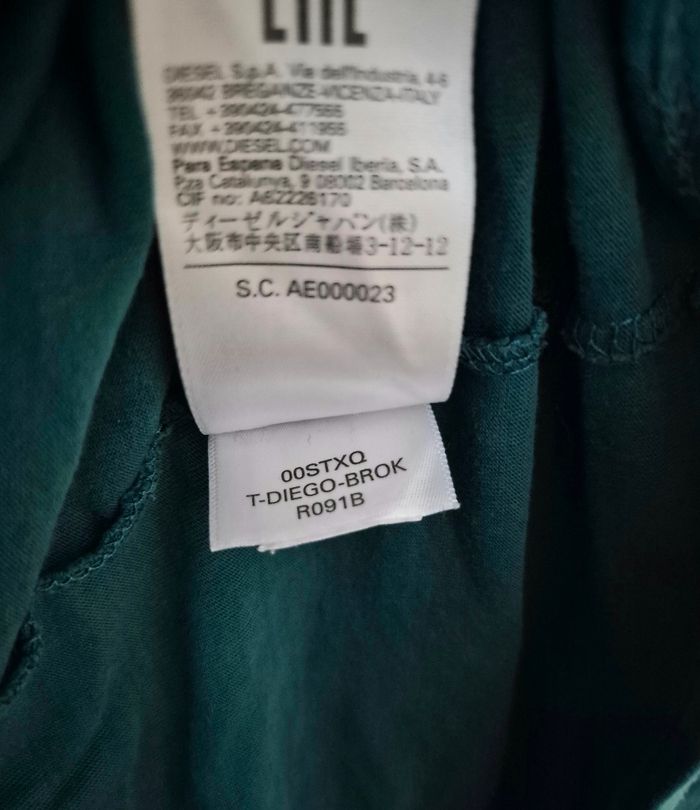 DIESEL S.p.A. Via dell'Industria, 4-6
36042 BREGANZE-VICENZA-ITALY
TEL +390424-477555
FAX +390424-411955
WWW.DIESEL.COM
Para Espana Diesel Iberia, S.A.
Pza Catalunya, 9 08002 Barcelona
CIF no: A62226170
ディーゼルジャパン(株)
大阪市中央区南船場3-12-12
S.C. AE000023
00STXQ
T-DIEGO-BROK
R091B